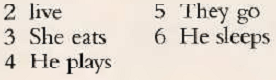 2 live
3 She eats
4 He plays
5 They go
6 He sleeps